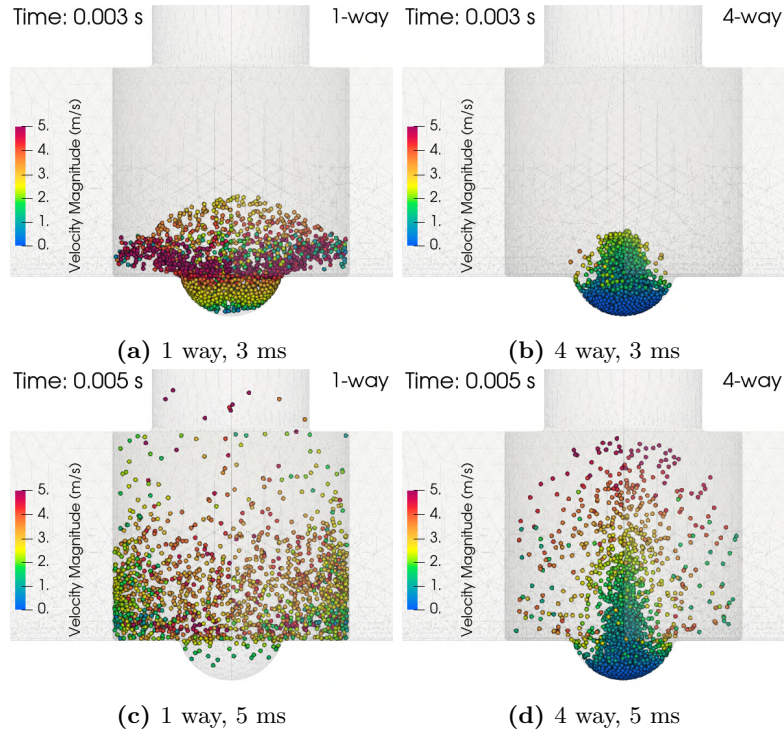 Time: 0.003 s 1-way
Velocity Magnitude (m/s)
5.
4.
3.
2.
1.
0.
(a) 1 way, 3 ms
Time: 0.003 s 4-way
Velocity Magnitude (m/s)
5.
4.
3.
2.
1.
0.
(b) 4 way, 3 ms
Time: 0.005 s 1-way
Velocity Magnitude (m/s)
5.
4.
3.
2.
1.
0.
(c) 1 way, 5 ms
Time: 0.005 s 4-way
Velocity Magnitude (m/s)
5.
4.
3.
2.
1.
0.
(d) 4 way, 5 ms